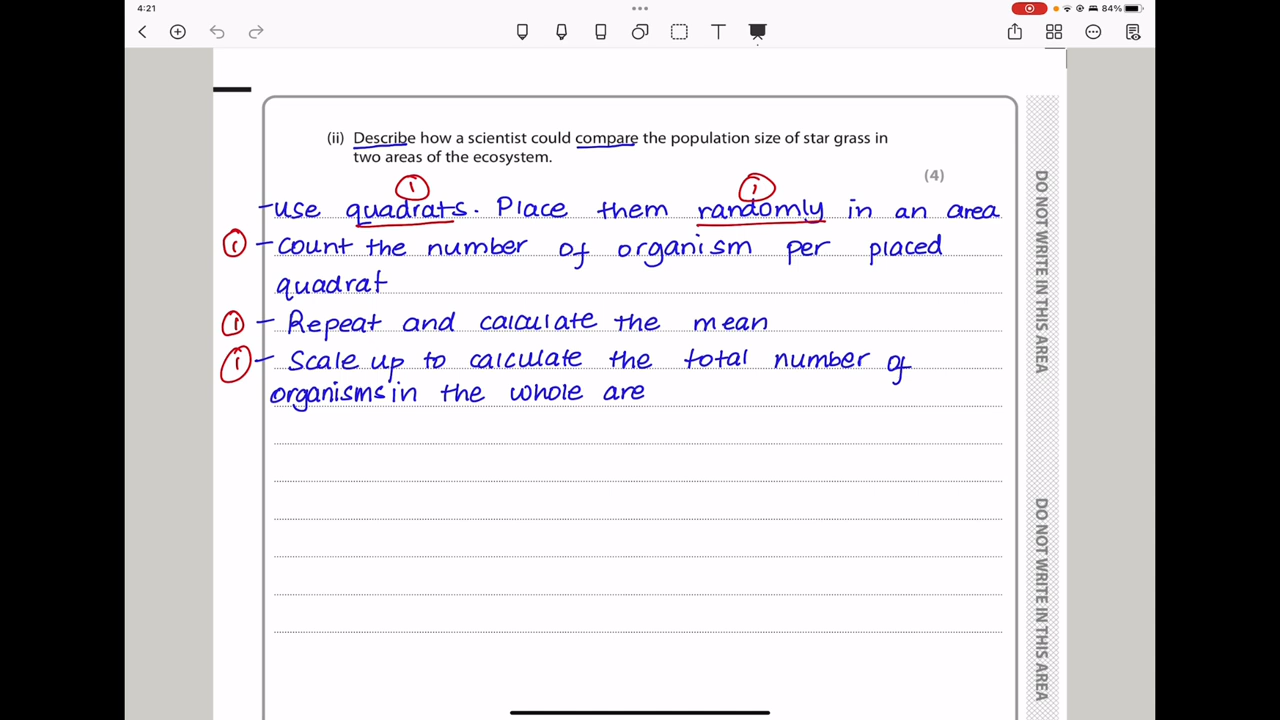 4:21
84%
(ii) Describe how a scientist could compare the population size of star grass in
two areas of the ecosystem.
(4)
1 1
- use quadrats. Place them randomly in an area
1 - count the number of organism per placed
quadrat
1 - Repeat and calculate the mean
1 - Scale up to calculate the total number of
organisms in the whole are
DO NOT WRITE IN THIS AREA
DO NOT WRITE IN THIS AREA